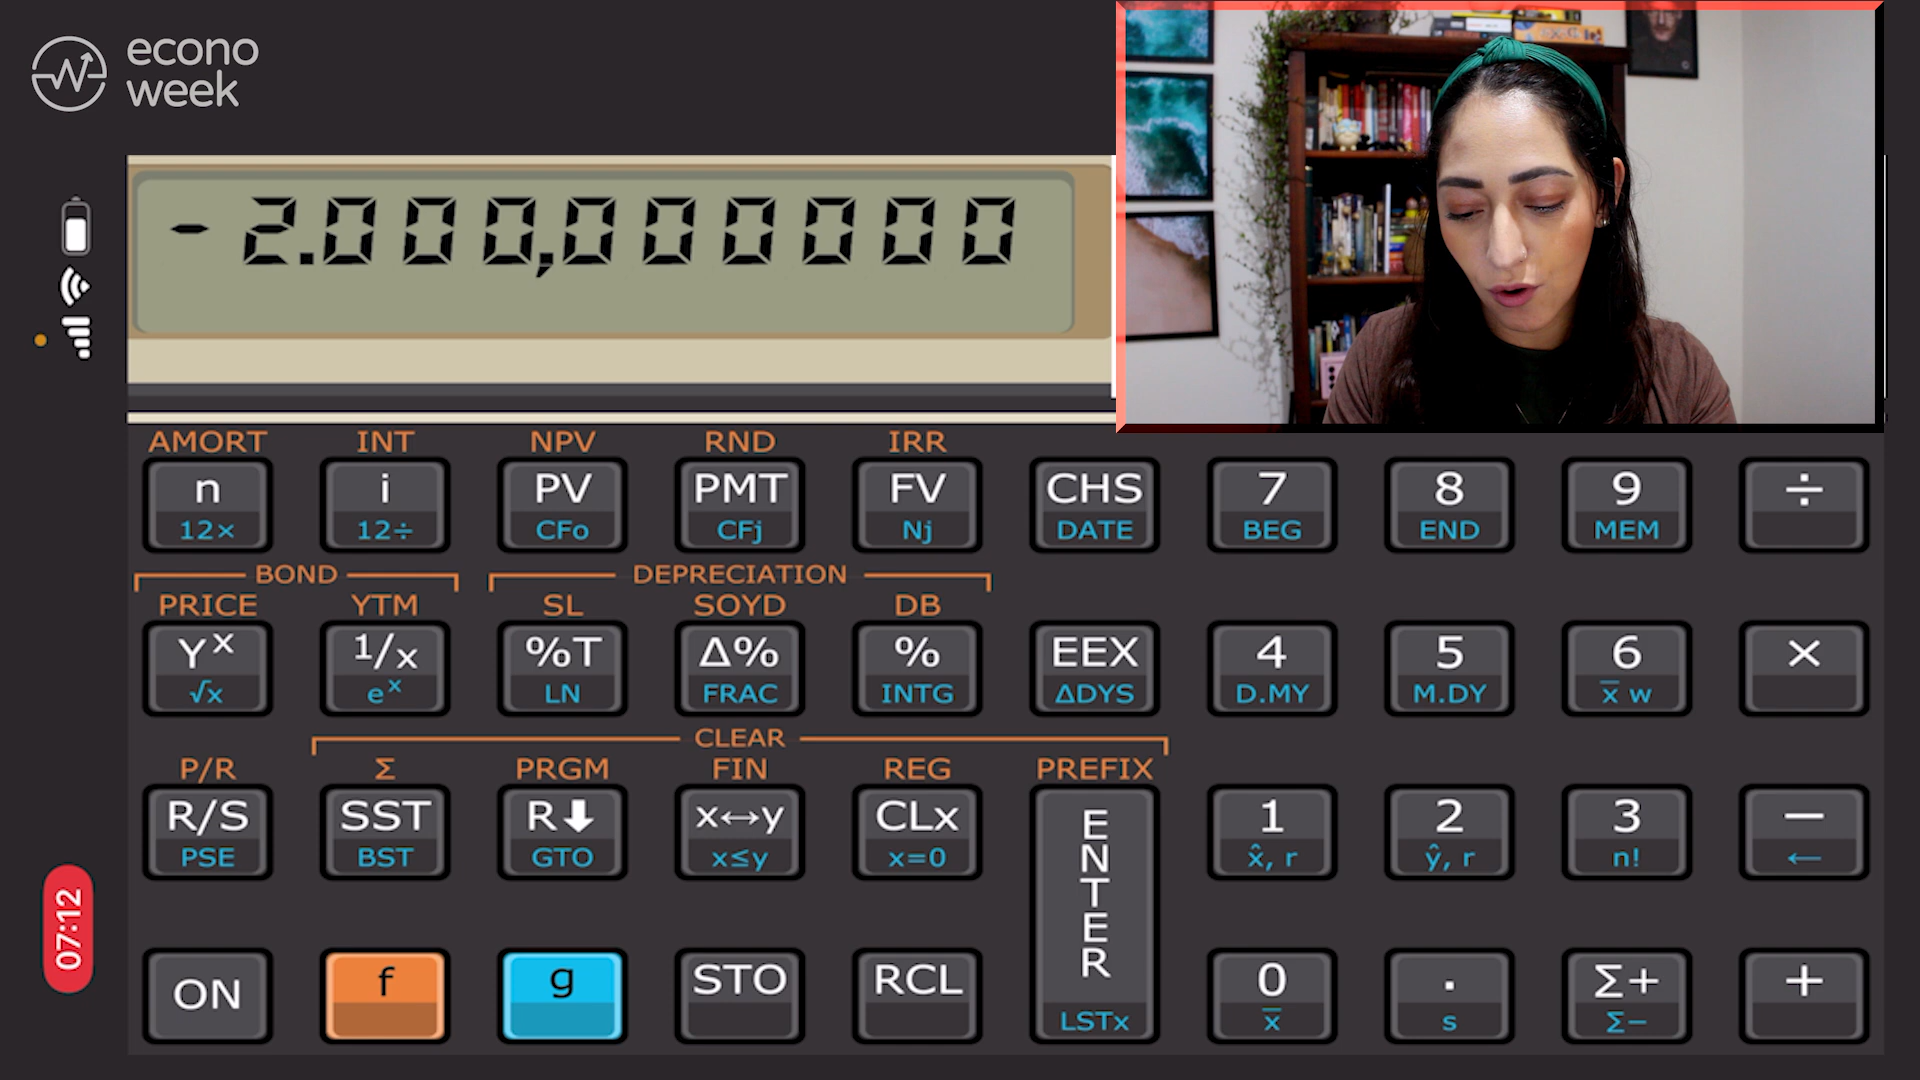 econo
week
-2.000,000000
AMORT INT NPV RND IRR
n i PV PMT FV CHS 7 8 9 ÷
12× 12÷ CFo CFj Nj DATE BEG END MEM
BOND DEPRECIATION
PRICE YTM SL SOYD DB
Yˣ 1/x %T Δ% % EEX 4 5 6 ×
√x eˣ LN FRAC INTG ΔDYS D.MY M.DY x̄ w
CLEAR
P/R Σ PRGM FIN REG PREFIX
R/S SST R⬇ x↔y CLx ENTER 1 2 3 −
PSE BST GTO x≤y x=0 x̂, r ŷ, r n! ←
ON f g STO RCL 0 . Σ+ +
LSTx x̄ s Σ−
07:12